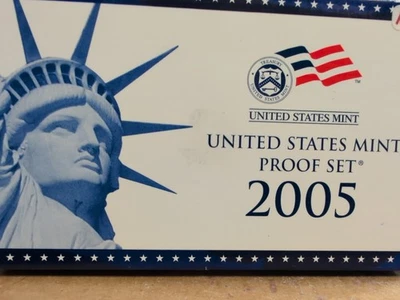 UNITED STATES MINT
UNITED STATES MINT
PROOF SET®
2005